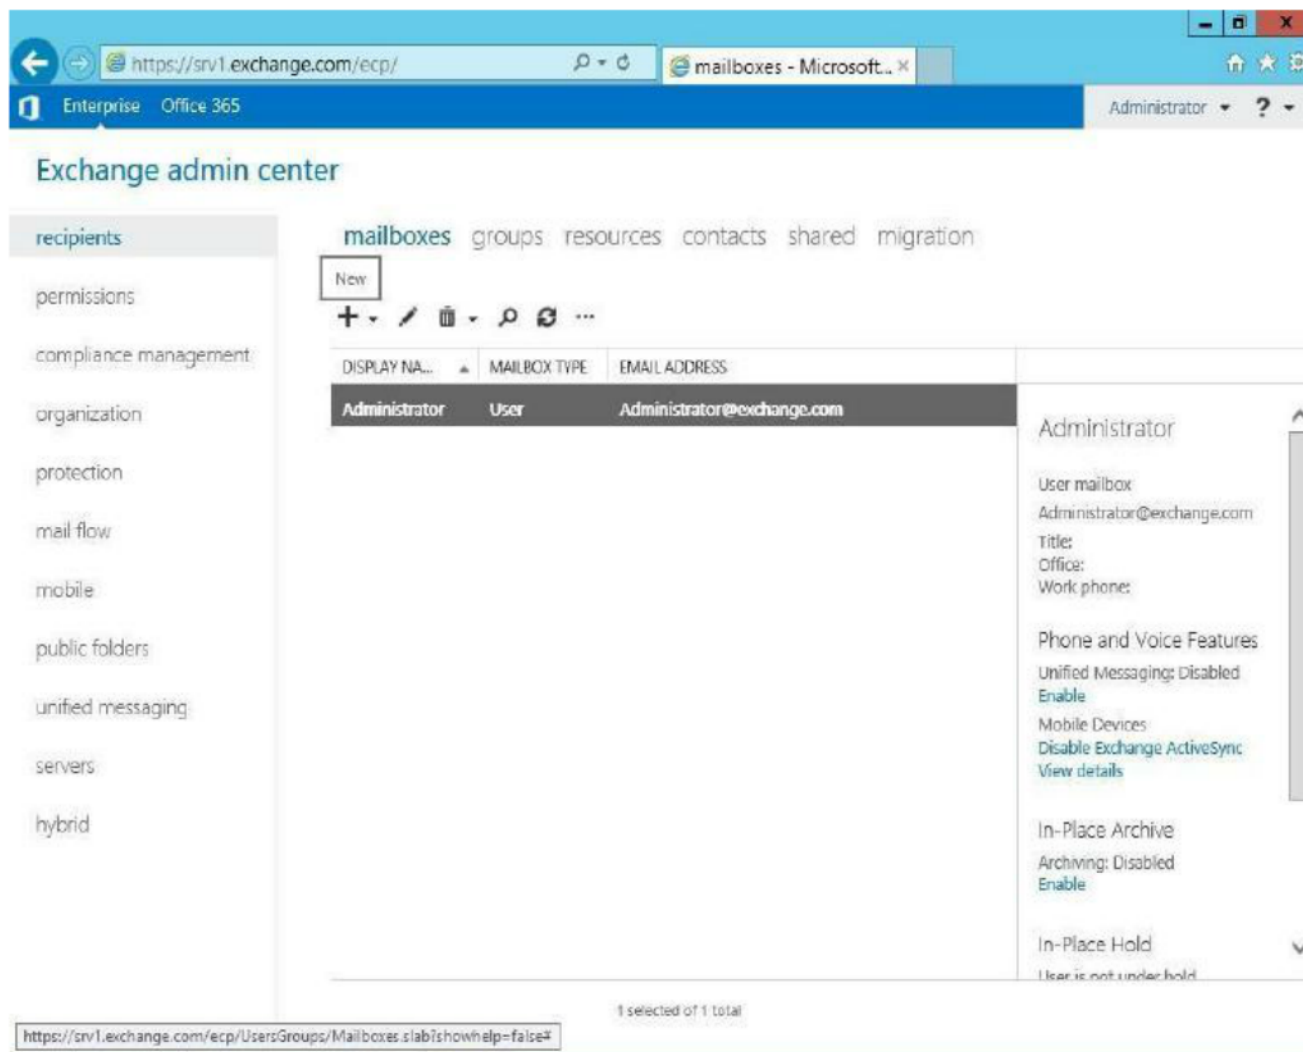 https://srv1.exchange.com/ecp/
mailboxes - Microsoft...
Enterprise Office 365
Administrator ?
Exchange admin center
recipients
permissions
compliance management
organization
protection
mail flow
mobile
public folders
unified messaging
servers
hybrid
mailboxes groups resources contacts shared migration
New
DISPLAY NA... MAILBOX TYPE EMAIL ADDRESS
Administrator User Administrator@exchange.com
Administrator
User mailbox
Administrator@exchange.com
Title:
Office:
Work phone:
Phone and Voice Features
Unified Messaging: Disabled
Enable
Mobile Devices
Disable Exchange ActiveSync
View details
In-Place Archive
Archiving: Disabled
Enable
In-Place Hold
User is not under hold
1 selected of 1 total
https://srv1.exchange.com/ecp/UsersGroups/Mailboxes.slab?showhelp=false#